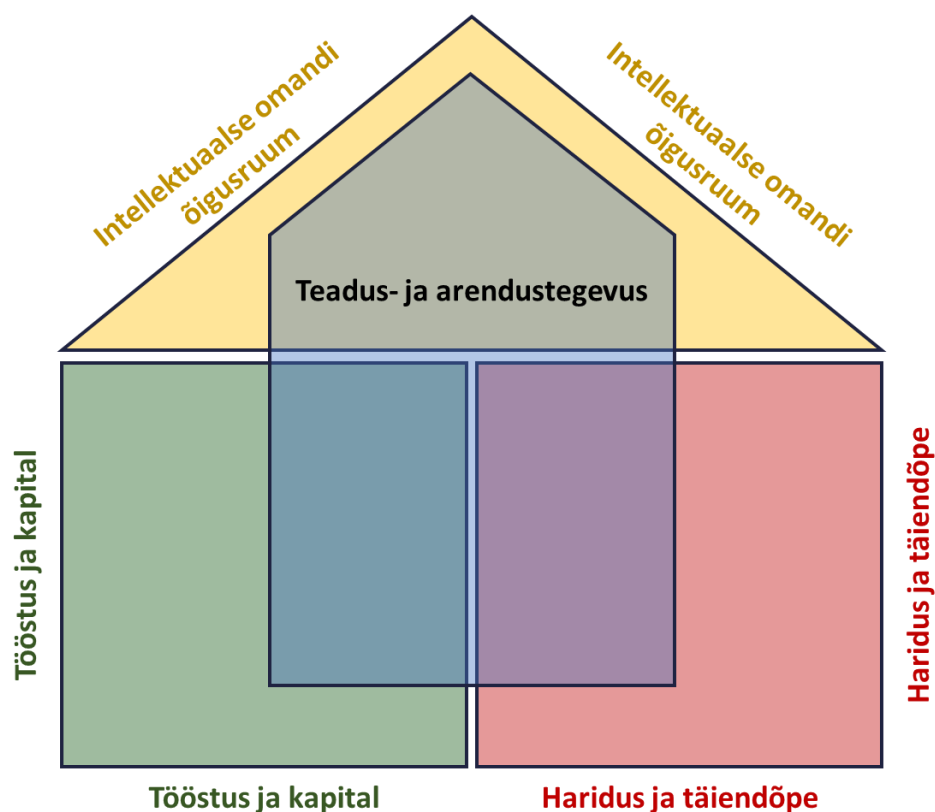 Intellektuaalse omandi
õigusruum
Intellektuaalse omandi
õigusruum
Teadus- ja arendustegevus
Tööstus ja kapital
Haridus ja täiendõpe
Tööstus ja kapital
Haridus ja täiendõpe